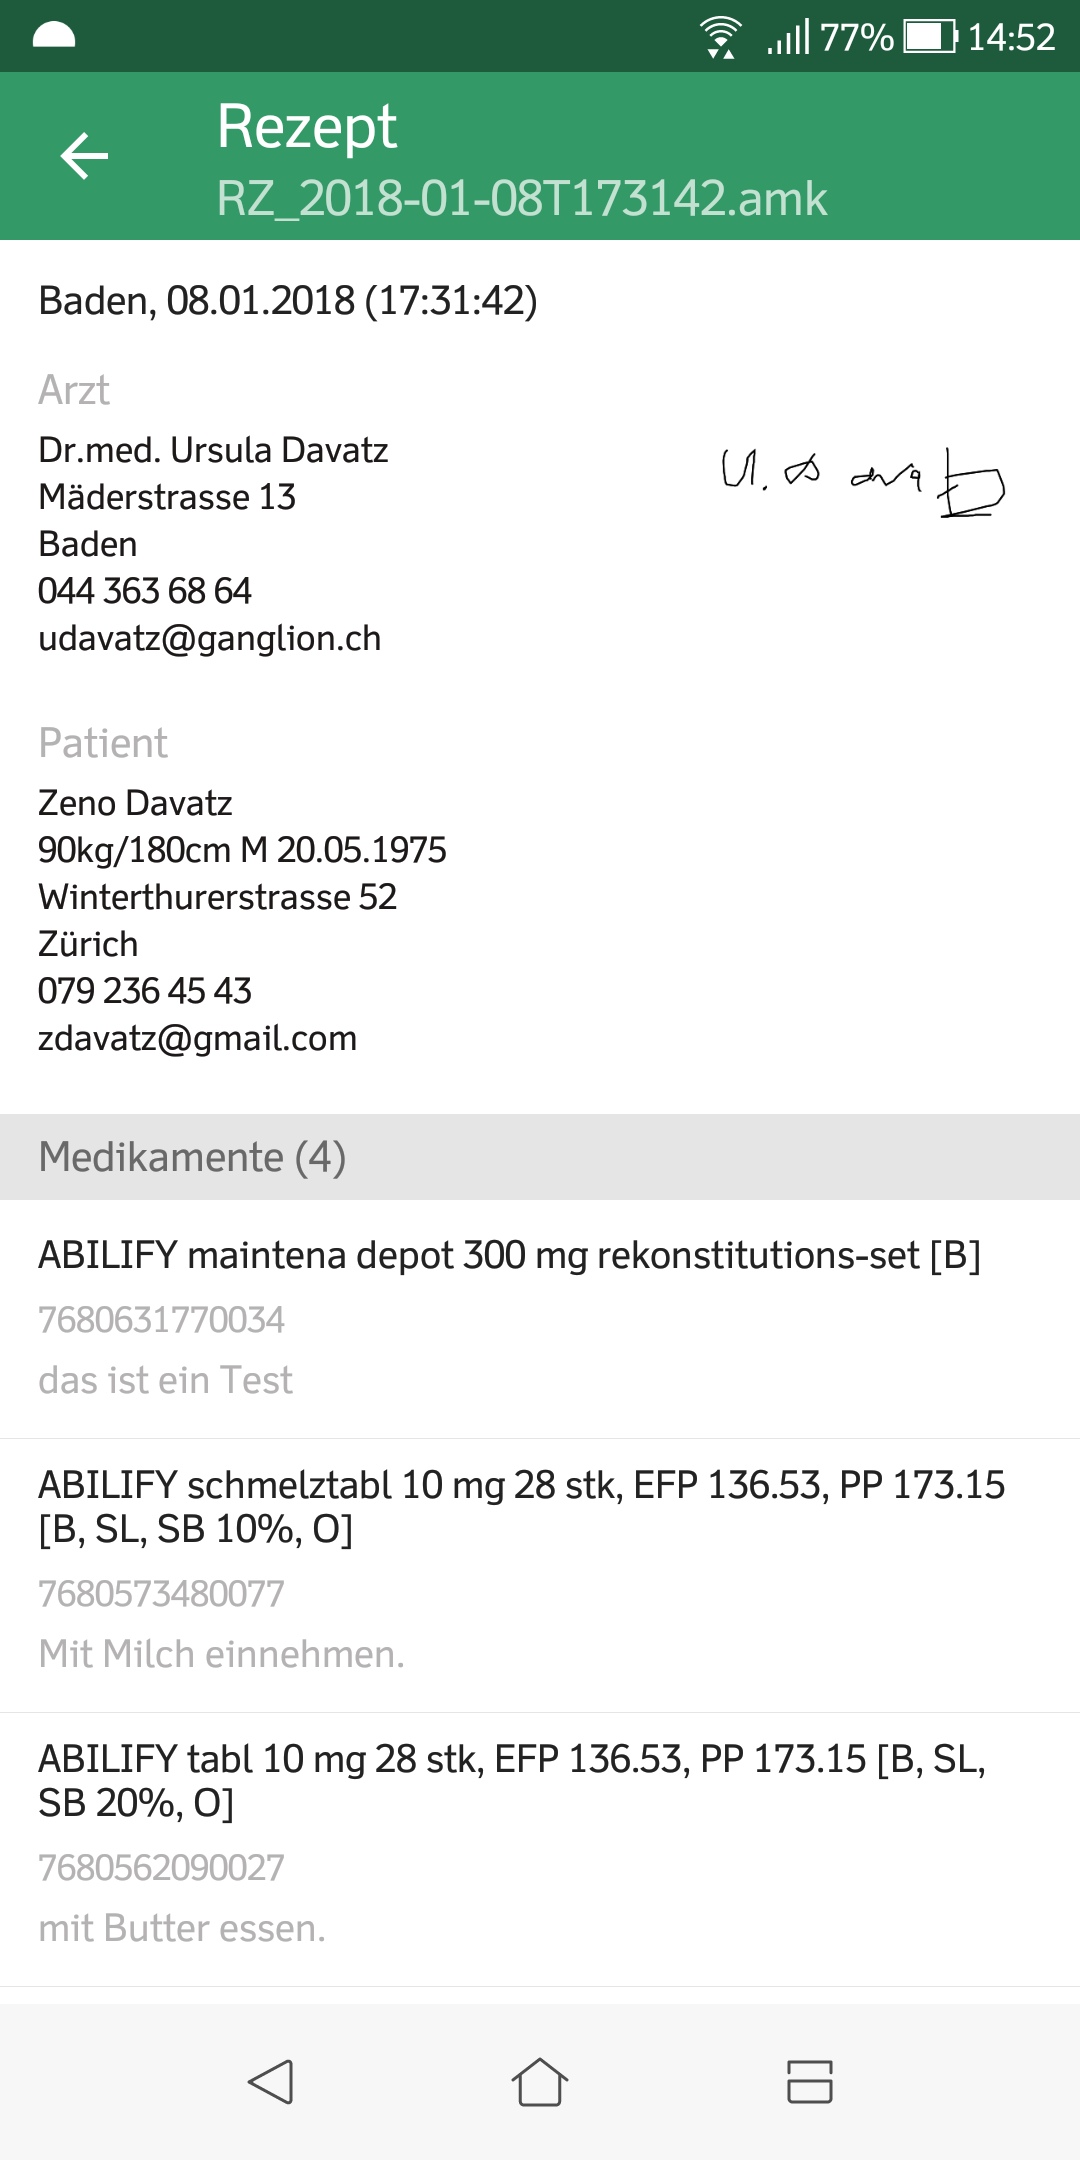 77% 14:52
Rezept
RZ_2018-01-08T173142.amk
Baden, 08.01.2018 (17:31:42)
Arzt
Dr.med. Ursula Davatz
Mäderstrasse 13
Baden
044 363 68 64
udavatz@ganglion.ch
U. Davatz
Patient
Zeno Davatz
90kg/180cm M 20.05.1975
Winterthurerstrasse 52
Zürich
079 236 45 43
zdavatz@gmail.com
Medikamente (4)
ABILIFY maintena depot 300 mg rekonstitutions-set [B]
7680631770034
das ist ein Test
ABILIFY schmelztabl 10 mg 28 stk, EFP 136.53, PP 173.15
[B, SL, SB 10%, O]
7680573480077
Mit Milch einnehmen.
ABILIFY tabl 10 mg 28 stk, EFP 136.53, PP 173.15 [B, SL,
SB 20%, O]
7680562090027
mit Butter essen.